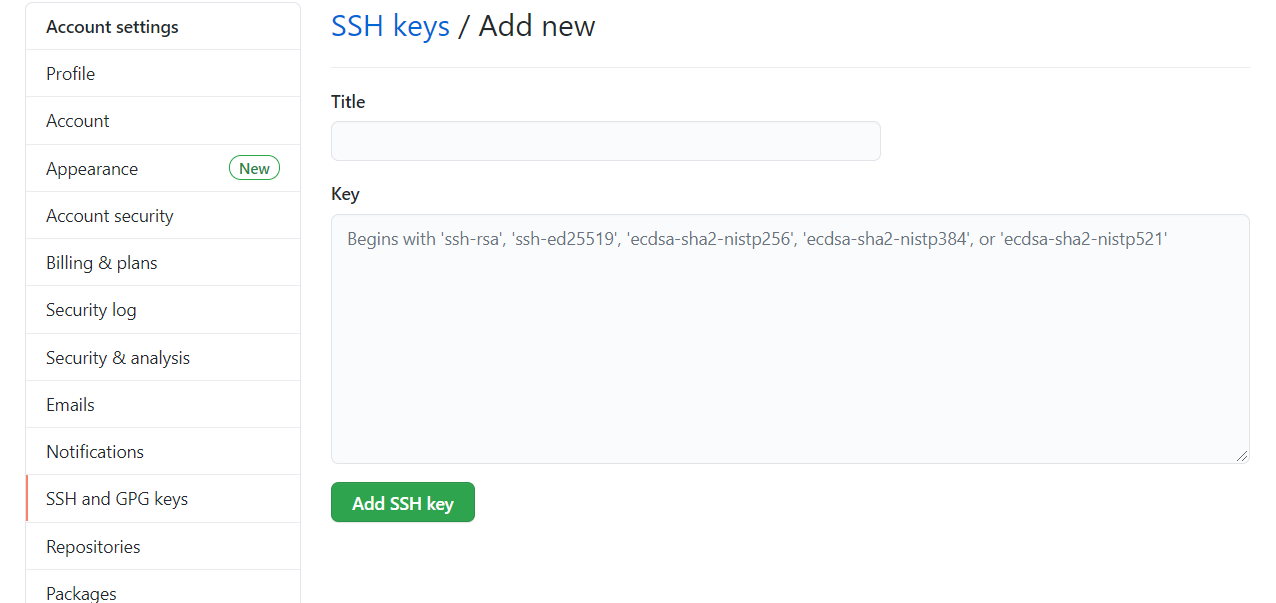 Account settings
Profile
Account
Appearance New
Account security
Billing & plans
Security log
Security & analysis
Emails
Notifications
SSH and GPG keys
Repositories
Packages
SSH keys / Add new
Title
Key
Begins with 'ssh-rsa', 'ssh-ed25519', 'ecdsa-sha2-nistp256', 'ecdsa-sha2-nistp384', or 'ecdsa-sha2-nistp521'
Add SSH key